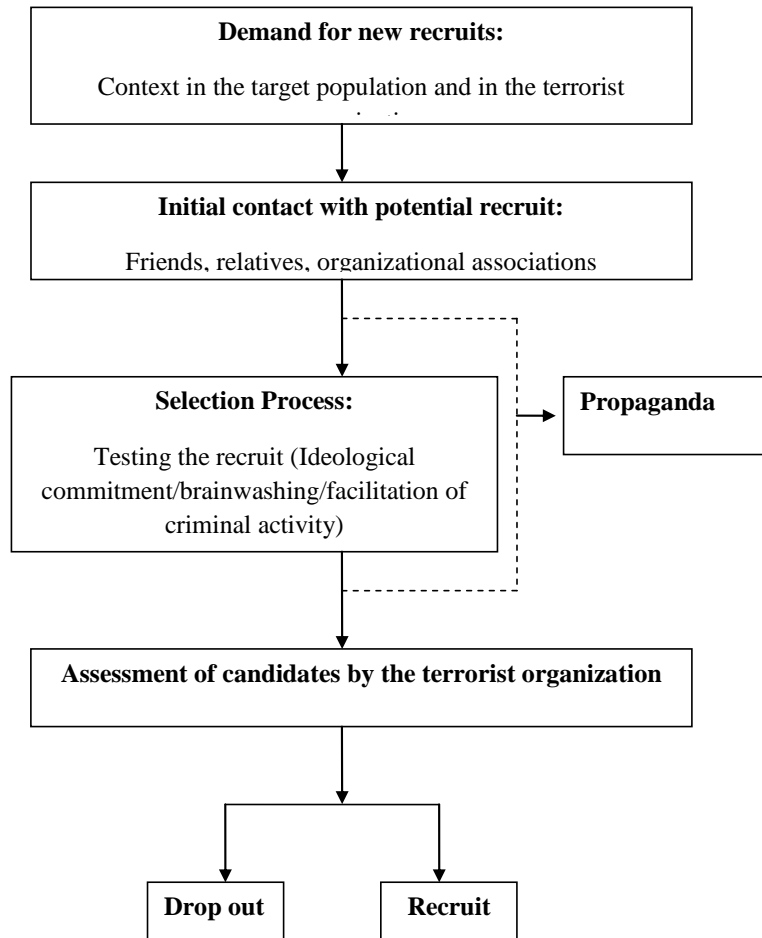 Demand for new recruits:
Context in the target population and in the terrorist
Initial contact with potential recruit:
Friends, relatives, organizational associations
Selection Process:
Testing the recruit (Ideological
commitment/brainwashing/facilitation of
criminal activity)
Propaganda
Assessment of candidates by the terrorist organization
Drop out
Recruit